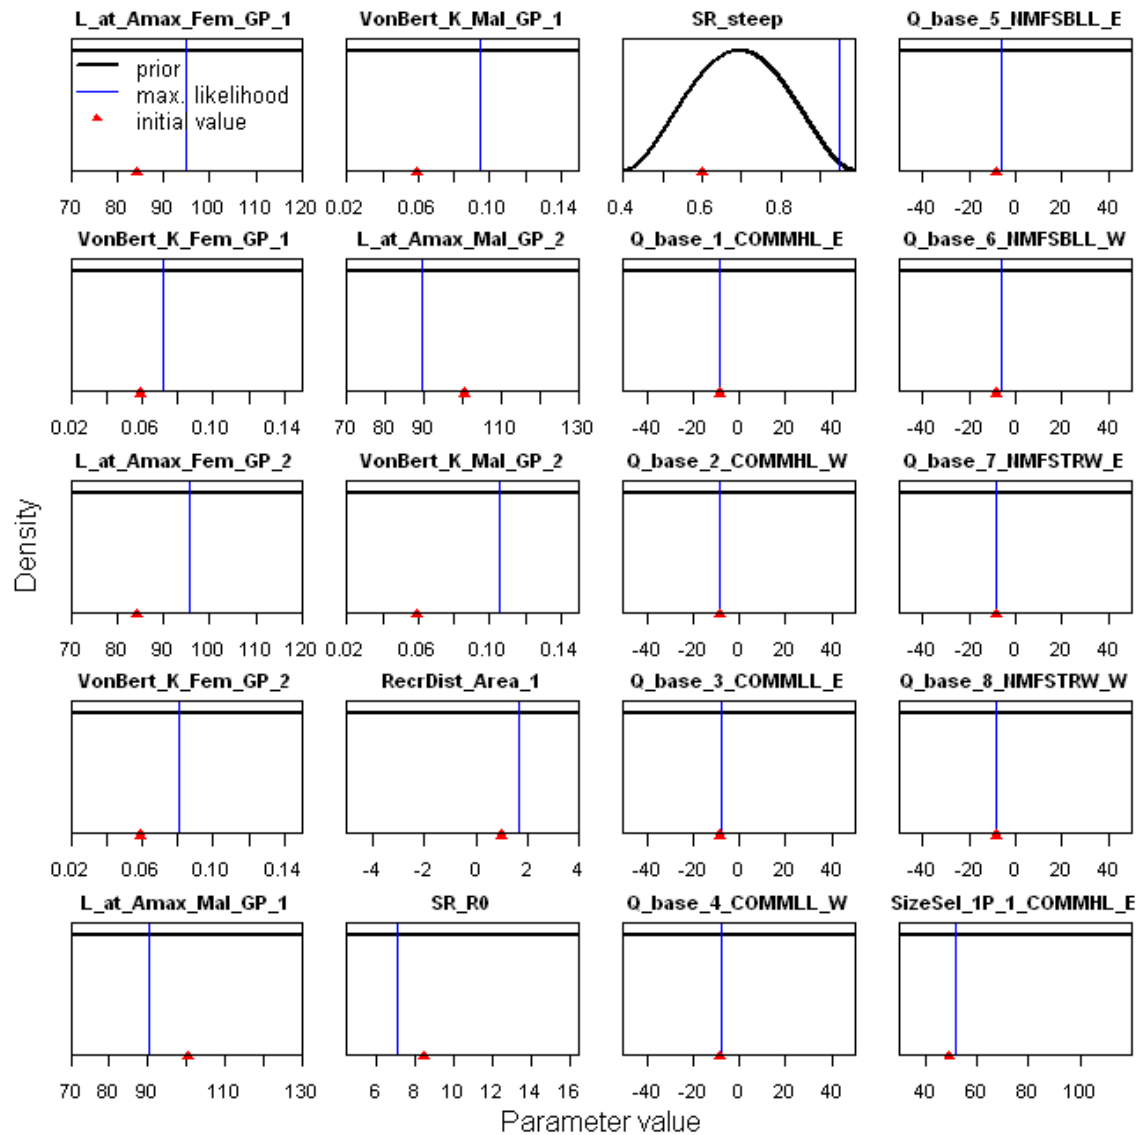 L_at_Amax_Fem_GP_1 VonBert_K_Mal_GP_1 SR_steep Q_base_5_NMFSBLL_E
prior
max. likelihood
initial value
70 80 90 100 110 120 0.02 0.06 0.10 0.14 0.4 0.6 0.8 -40 -20 0 20 40
VonBert_K_Fem_GP_1 L_at_Amax_Mal_GP_2 Q_base_1_COMMHL_E Q_base_6_NMFSBLL_W
0.02 0.06 0.10 0.14 70 80 90 110 130 -40 -20 0 20 40 -40 -20 0 20 40
L_at_Amax_Fem_GP_2 VonBert_K_Mal_GP_2 Q_base_2_COMMHL_W Q_base_7_NMFSTRW_E
70 80 90 100 110 120 0.02 0.06 0.10 0.14 -40 -20 0 20 40 -40 -20 0 20 40
VonBert_K_Fem_GP_2 RecrDist_Area_1 Q_base_3_COMMLL_E Q_base_8_NMFSTRW_W
0.02 0.06 0.10 0.14 -4 -2 0 2 4 -40 -20 0 20 40 -40 -20 0 20 40
L_at_Amax_Mal_GP_1 SR_R0 Q_base_4_COMMLL_W SizeSel_1P_1_COMMHL_E
70 80 90 110 130 6 8 10 12 14 16 -40 -20 0 20 40 40 60 80 100
Density
Parameter value